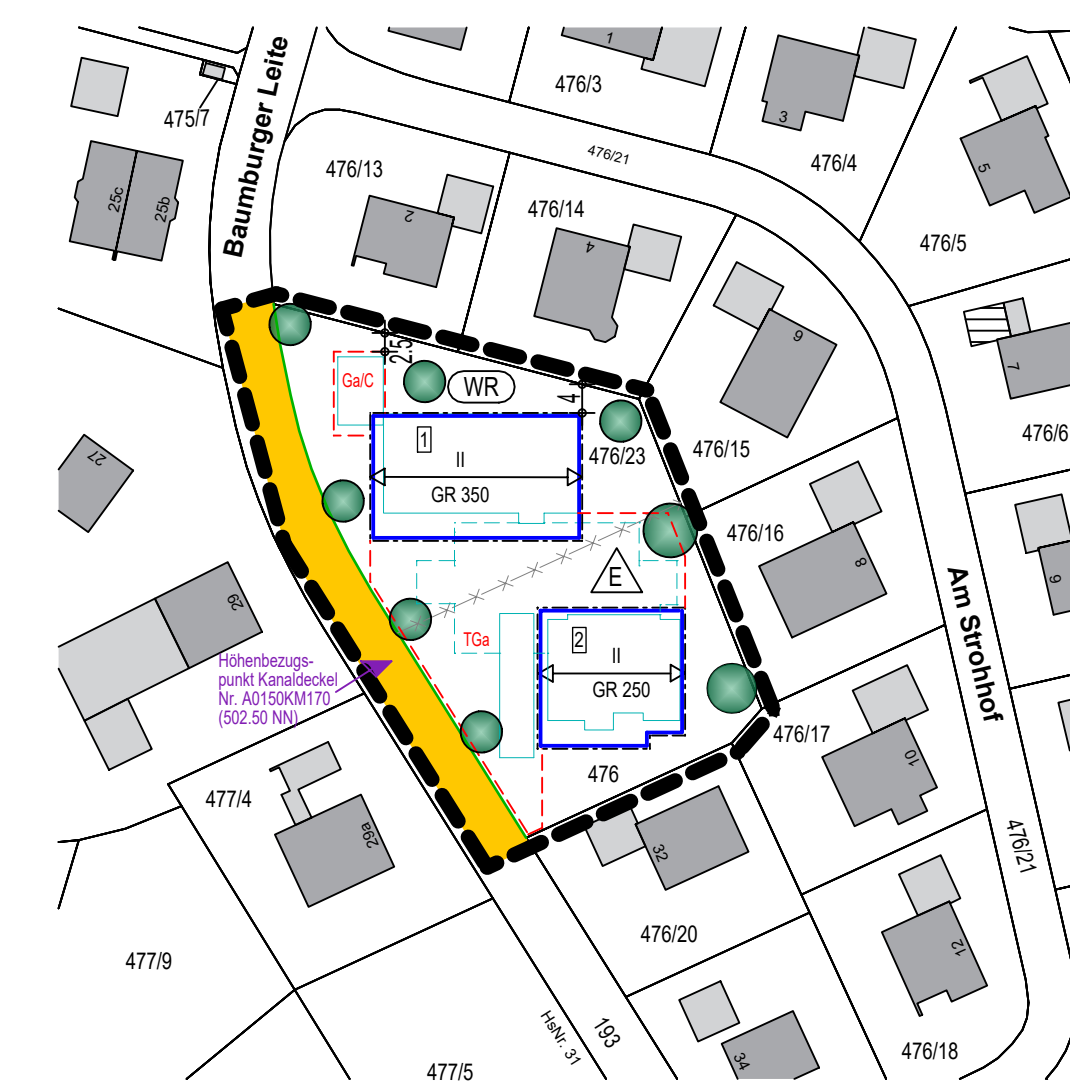 1
476/3
3
476/4
475/7
Baumburger Leite
476/21
5
476/13
25c
25b
2
476/14
4
476/5
2.5
Ga/C
WR
4
6
7
1
II
GR 350
476/23
476/15
476/6
27
476/16
8
9
E
Am Strohhof
29
TGa
2
II
GR 250
Höhenbezugs-
punkt Kanaldeckel
Nr. A0150KM170
(502.50 NN)
476/17
10
476
477/4
29a
32
476/21
476/20
12
477/9
HsNr. 31
193
34
476/18
477/5